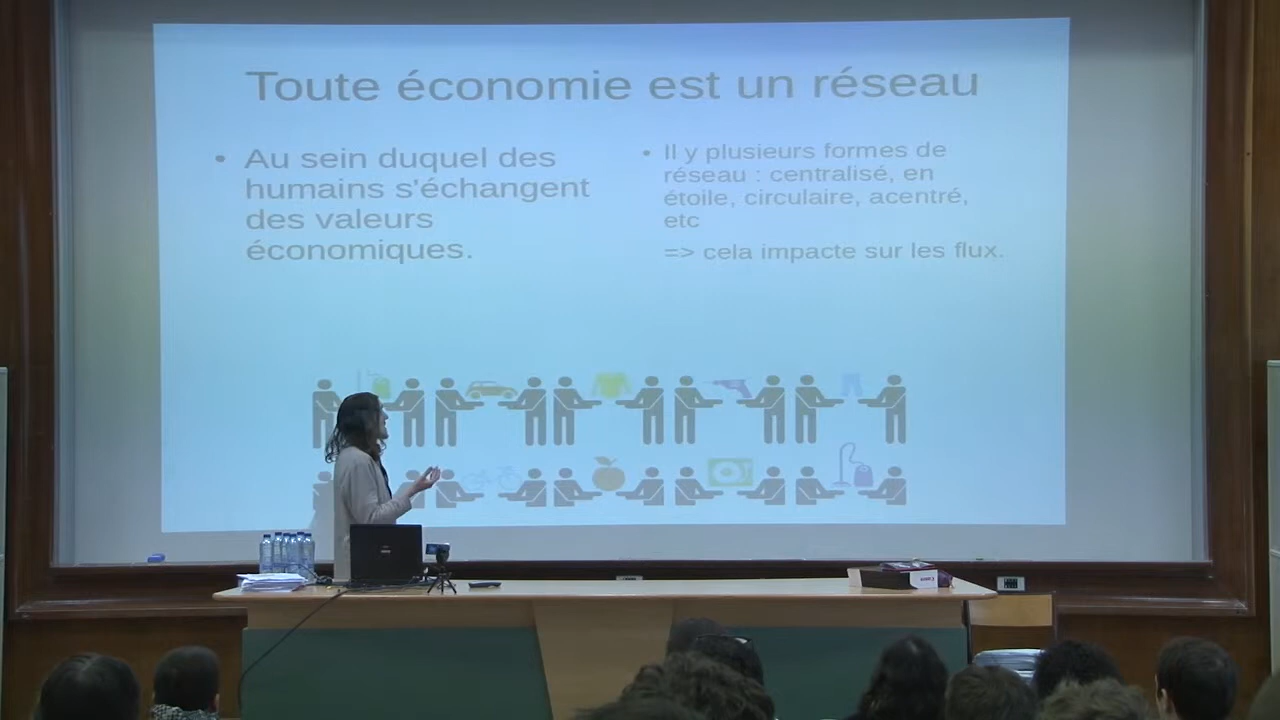 Toute économie est un réseau
• Au sein duquel des
humains s'échangent
des valeurs
économiques.
• Il y plusieurs formes de
réseau : centralisé, en
étoile, circulaire, acentré,
etc
=> cela impacte sur les flux.